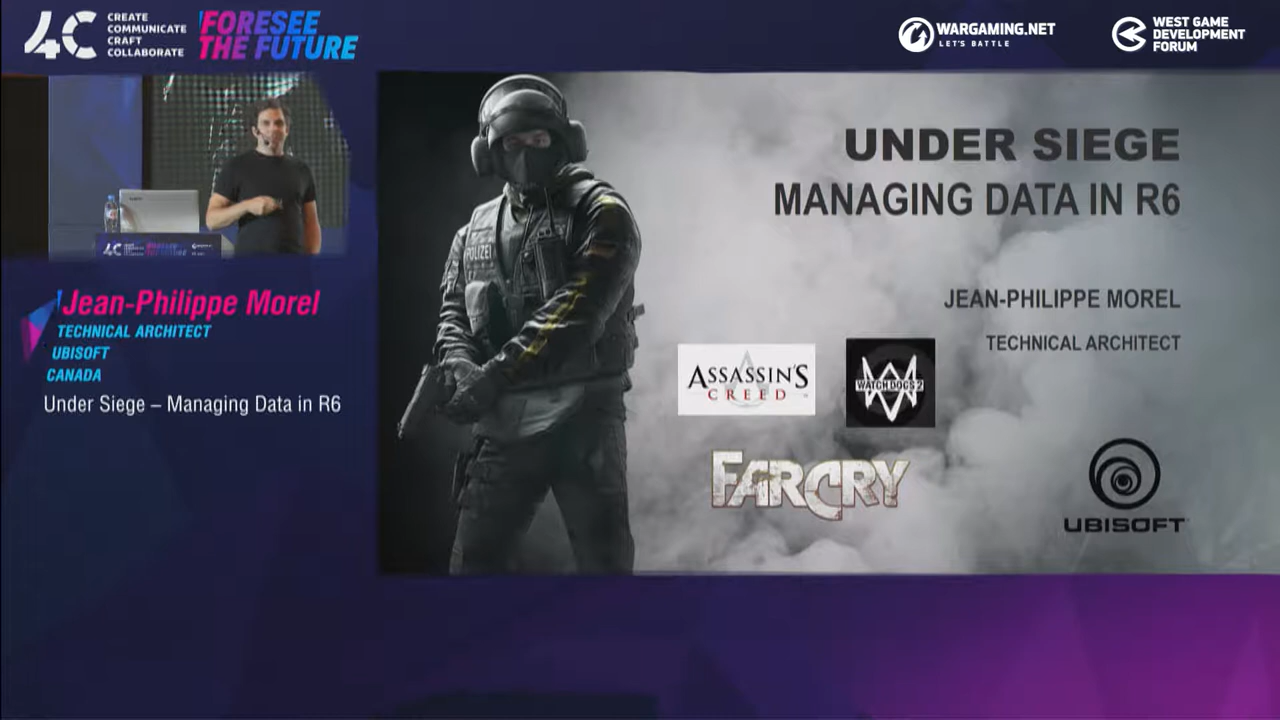 4C
CREATE
COMMUNICATE
CRAFT
COLLABORATE
FORESEE
THE FUTURE
WARGAMING.NET
LET'S BATTLE
WEST GAME
DEVELOPMENT
FORUM
4C
POLIZEI
UNDER SIEGE
MANAGING DATA IN R6
JEAN-PHILIPPE MOREL
TECHNICAL ARCHITECT
ASSASSIN'S
CREED
WATCH DOGS 2
FARCRY
UBISOFT
Jean-Philippe Morel
TECHNICAL ARCHITECT
UBISOFT
CANADA
Under Siege – Managing Data in R6